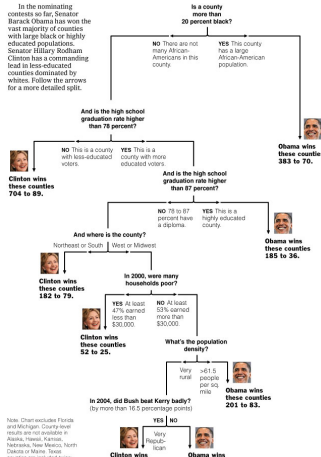 In the nominating
contests so far, Senator
Barack Obama has won the
vast majority of counties
with large black or highly
educated populations.
Senator Hillary Rodham
Clinton has a commanding
lead in less-educated
counties dominated by
whites. Follow the arrows
for a more detailed split.
Is a county
more than
20 percent black?
NO There are not
many African-
Americans in this
county.
YES This county
has a large
African-American
population.
Obama wins
these counties
383 to 70.
And is the high school
graduation rate higher
than 78 percent?
NO This is a county
with less-educated
voters.
YES This is a
county with more
educated voters.
Clinton wins
these counties
704 to 89.
And is the high school
graduation rate higher
than 87 percent?
NO 78 to 87
percent have
a diploma.
YES This is a
highly educated
county.
Obama wins
these counties
185 to 36.
And where is the county?
Northeast or South
West or Midwest
Clinton wins
these counties
182 to 79.
In 2000, were many
households poor?
YES At least
47% earned
less than
$30,000.
NO At least
53% earned
more than
$30,000
Clinton wins
these counties
52 to 25.
What's the population
density?
Very
rural
>61.5
people
per sq.
mile
Obama wins
these counties
201 to 83.
In 2004, did Bush beat Kerry badly?
(by more than 16.5 percentage points)
YES
NO
Very
Repub-
lican
Clinton wins
Obama wins
Note: Chart excludes Florida
and Michigan. County-level
results are not available in
Alaska, Hawaii, Kansas,
Nebraska, New Mexico, North
Dakota or Maine. Texas